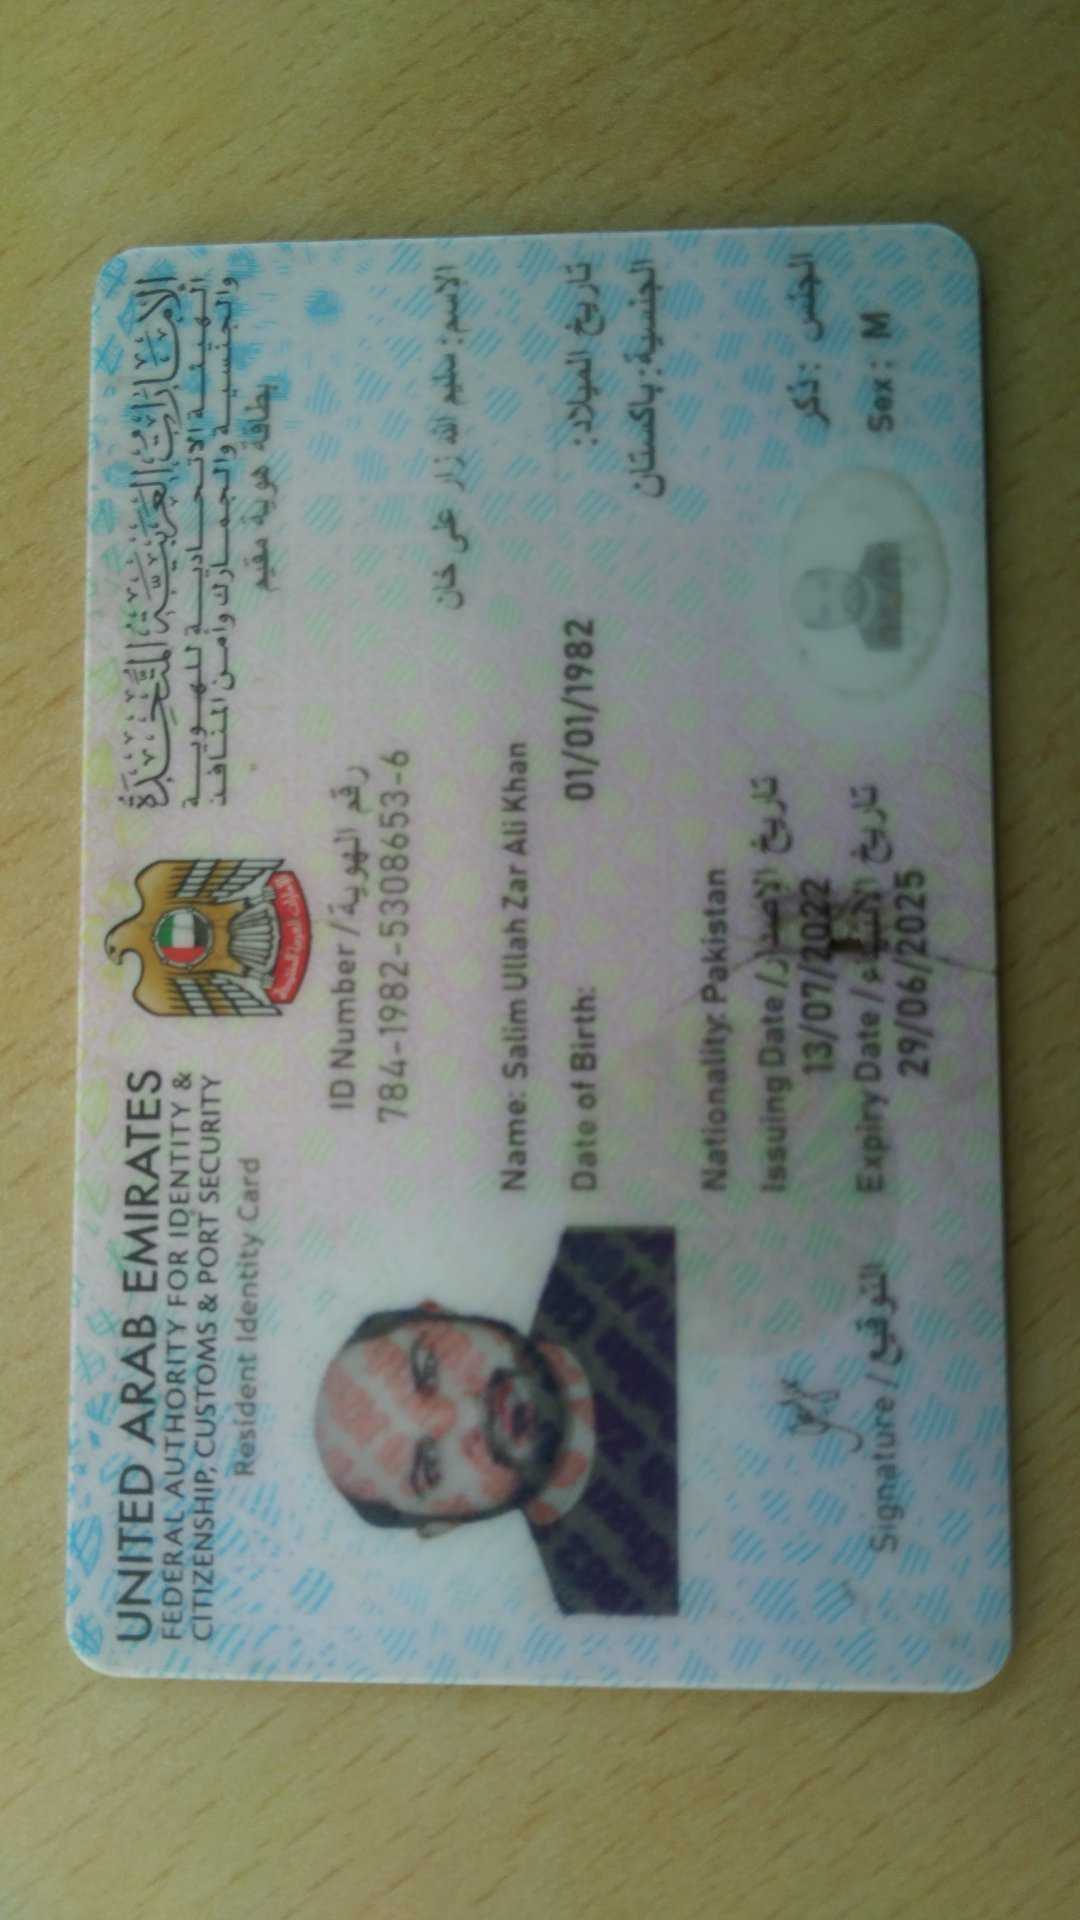 UNITED ARAB EMIRATES
الإمارات العربية المتحدة
FEDERAL AUTHORITY FOR IDENTITY &
الهيئة الاتحادية للهوية
CITIZENSHIP, CUSTOMS & PORT SECURITY
والجنسية والجمارك وأمن المنافذ
Resident Identity Card
بطاقة هوية مقيم
ID Number / رقم الهوية
784-1982-5308653-6
الاسم: سليم الله زار على خان
Name: Salim Ullah Zar Ali Khan
تاريخ الميلاد:
Date of Birth: 01/01/1982
الجنسية: باكستان
Nationality: Pakistan
Issuing Date / تاريخ الاصدار
13/07/2022
الجنس : ذكر
Expiry Date / تاريخ الانتهاء
Sex : M
29/06/2025
Signature / التوقيع